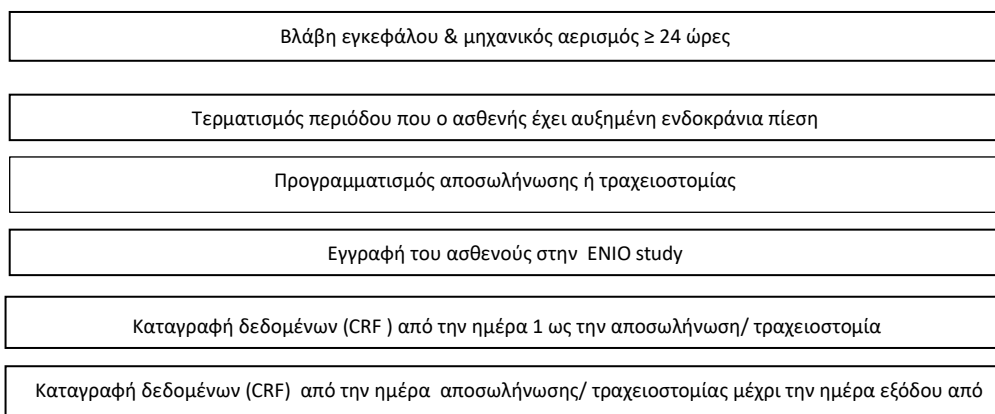 Βλάβη εγκεφάλου & μηχανικός αερισμός ≥ 24 ώρες
Τερματισμός περιόδου που ο ασθενής έχει αυξημένη ενδοκράνια πίεση
Προγραμματισμός αποσωλήνωσης ή τραχειοστομίας
Εγγραφή του ασθενούς στην ENIO study
Καταγραφή δεδομένων (CRF ) από την ημέρα 1 ως την αποσωλήνωση/ τραχειοστομία
Καταγραφή δεδομένων (CRF) από την ημέρα αποσωλήνωσης/ τραχειοστομίας μέχρι την ημέρα εξόδου από